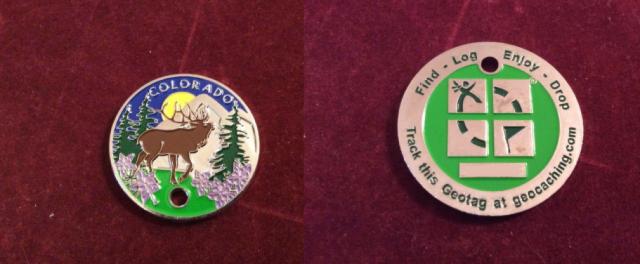 COLORADO
Find - Log - Enjoy - Drop
Track this Geotag at geocaching.com